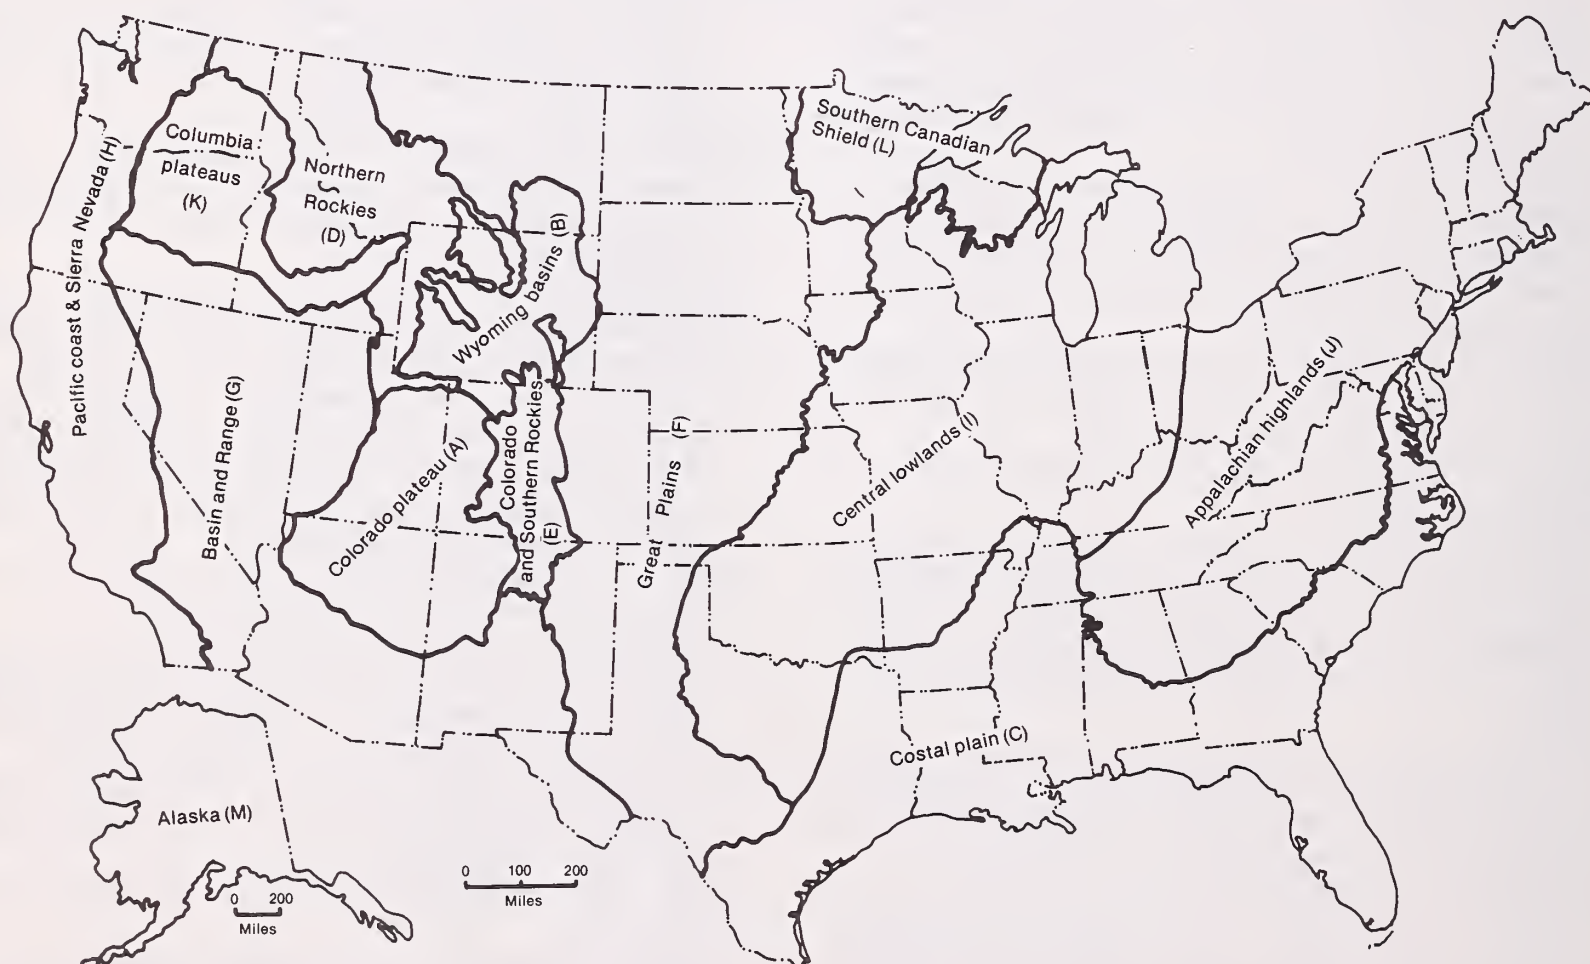 Pacific coast & Sierra Nevada (H)
Columbia
plateaus
(K)
Northern
Rockies
(D)
Wyoming basins (B)
Southern Canadian
Shield (L)
Basin and Range (G)
Colorado plateau (A)
Colorado
and Southern Rockies
(E)
Great Plains (F)
Central lowlands (I)
Appalachian highlands (J)
Costal plain (C)
Alaska (M)
0 200
Miles
0 100 200
Miles